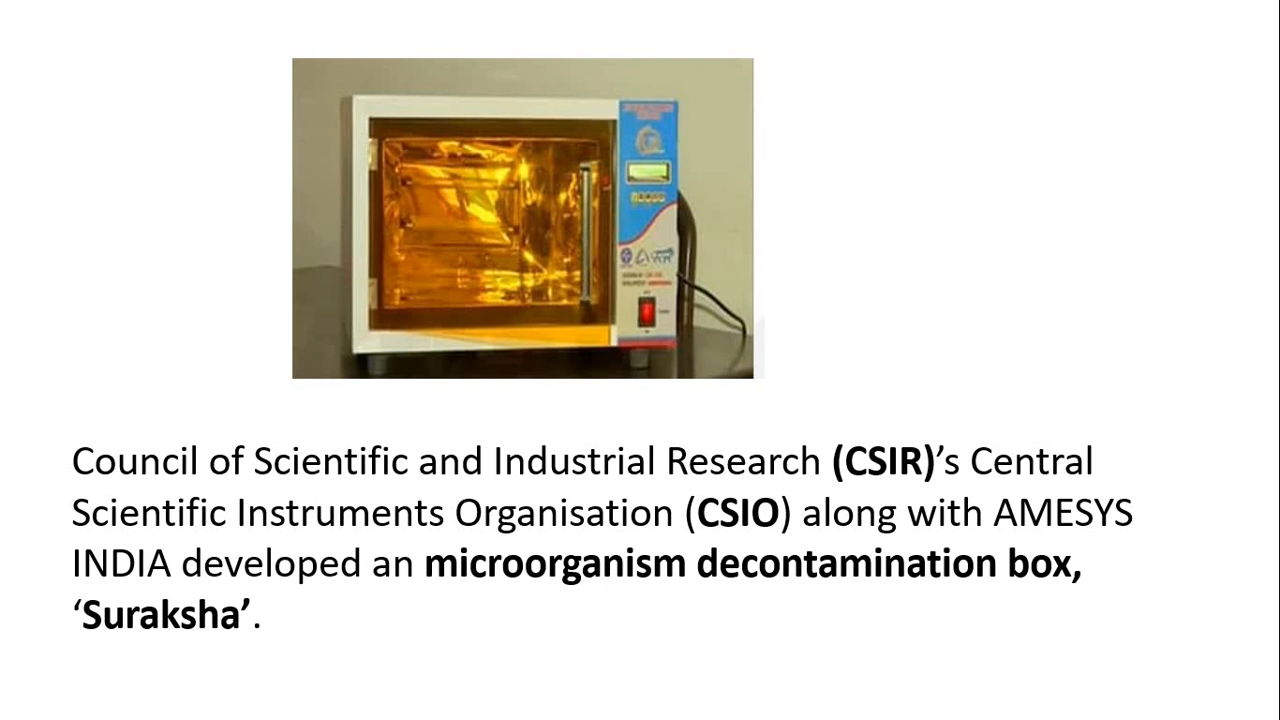 Council of Scientific and Industrial Research (CSIR)’s Central
Scientific Instruments Organisation (CSIO) along with AMESYS
INDIA developed an microorganism decontamination box,
‘Suraksha’.